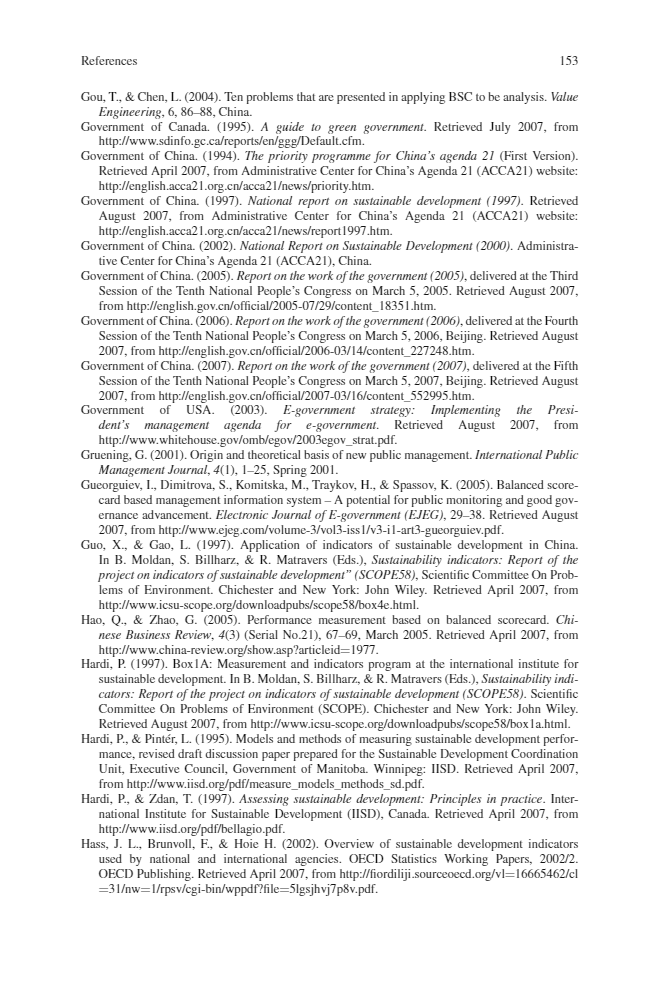 References 153
Gou, T., & Chen, L. (2004). Ten problems that are presented in applying BSC to be analysis. Value
Engineering, 6, 86–88, China.
Government of Canada. (1995). A guide to green government. Retrieved July 2007, from
http://www.sdinfo.gc.ca/reports/en/ggg/Default.cfm.
Government of China. (1994). The priority programme for China's agenda 21 (First Version).
Retrieved April 2007, from Administrative Center for China's Agenda 21 (ACCA21) website:
http://english.acca21.org.cn/acca21/news/priority.htm.
Government of China. (1997). National report on sustainable development (1997). Retrieved
August 2007, from Administrative Center for China's Agenda 21 (ACCA21) website:
http://english.acca21.org.cn/acca21/news/report1997.htm.
Government of China. (2002). National Report on Sustainable Development (2000). Administra-
tive Center for China's Agenda 21 (ACCA21), China.
Government of China. (2005). Report on the work of the government (2005), delivered at the Third
Session of the Tenth National People's Congress on March 5, 2005. Retrieved August 2007,
from http://english.gov.cn/official/2005-07/29/content_18351.htm.
Government of China. (2006). Report on the work of the government (2006), delivered at the Fourth
Session of the Tenth National People's Congress on March 5, 2006, Beijing. Retrieved August
2007, from http://english.gov.cn/official/2006-03/14/content_227248.htm.
Government of China. (2007). Report on the work of the government (2007), delivered at the Fifth
Session of the Tenth National People's Congress on March 5, 2007, Beijing. Retrieved August
2007, from http://english.gov.cn/official/2007-03/16/content_552995.htm.
Government of USA. (2003). E-government strategy: Implementing the Presi-
dent's management agenda for e-government. Retrieved August 2007, from
http://www.whitehouse.gov/omb/egov/2003egov_strat.pdf.
Gruening, G. (2001). Origin and theoretical basis of new public management. International Public
Management Journal, 4(1), 1–25, Spring 2001.
Gueorguiev, I., Dimitrova, S., Komitska, M., Traykov, H., & Spassov, K. (2005). Balanced score-
card based management information system – A potential for public monitoring and good gov-
ernance advancement. Electronic Journal of E-government (EJEG), 29–38. Retrieved August
2007, from http://www.ejeg.com/volume-3/vol3-iss1/v3-i1-art3-gueorguiev.pdf.
Guo, X., & Gao, L. (1997). Application of indicators of sustainable development in China.
In B. Moldan, S. Billharz, & R. Matravers (Eds.), Sustainability indicators: Report of the
project on indicators of sustainable development” (SCOPE58), Scientific Committee On Prob-
lems of Environment. Chichester and New York: John Wiley. Retrieved April 2007, from
http://www.icsu-scope.org/downloadpubs/scope58/box4e.html.
Hao, Q., & Zhao, G. (2005). Performance measurement based on balanced scorecard. Chi-
nese Business Review, 4(3) (Serial No.21), 67–69, March 2005. Retrieved April 2007, from
http://www.china-review.org/show.asp?articleid=1977.
Hardi, P. (1997). Box1A: Measurement and indicators program at the international institute for
sustainable development. In B. Moldan, S. Billharz, & R. Matravers (Eds.), Sustainability indi-
cators: Report of the project on indicators of sustainable development (SCOPE58). Scientific
Committee On Problems of Environment (SCOPE). Chichester and New York: John Wiley.
Retrieved August 2007, from http://www.icsu-scope.org/downloadpubs/scope58/box1a.html.
Hardi, P., & Pintér, L. (1995). Models and methods of measuring sustainable development perfor-
mance, revised draft discussion paper prepared for the Sustainable Development Coordination
Unit, Executive Council, Government of Manitoba. Winnipeg: IISD. Retrieved April 2007,
from http://www.iisd.org/pdf/measure_models_methods_sd.pdf.
Hardi, P., & Zdan, T. (1997). Assessing sustainable development: Principles in practice. Inter-
national Institute for Sustainable Development (IISD), Canada. Retrieved April 2007, from
http://www.iisd.org/pdf/bellagio.pdf.
Hass, J. L., Brunvoll, F., & Hoie H. (2002). Overview of sustainable development indicators
used by national and international agencies. OECD Statistics Working Papers, 2002/2.
OECD Publishing. Retrieved April 2007, from http://fiordiliji.sourceoecd.org/vl=16665462/cl
=31/nw=1/rpsv/cgi-bin/wppdf?file=5lgsjhvj7p8v.pdf.